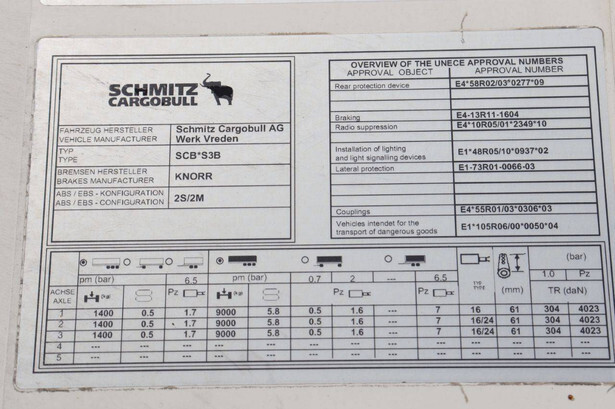 SCHMITZ
CARGOBULL
FAHRZEUG HERSTELLER
VEHICLE MANUFACTURER
Schmitz Cargobull AG
Werk Vreden
TYP
TYPE
SCB*S3B
BREMSEN HERSTELLER
BRAKES MANUFACTURER
KNORR
ABS / EBS - KONFIGURATION
ABS / EBS - CONFIGURATION
2S/2M
OVERVIEW OF THE UNECE APPROVAL NUMBERS
APPROVAL OBJECT APPROVAL NUMBER
Rear protection device E4*58R02/03*0277*09
Braking E4-13R11-1604
Radio suppression E4*10R05/01*2349*10
Installation of lighting
and light signalling devices E1*48R05/10*0937*02
Lateral protection E1-73R01-0066-03
Couplings E4*55R01/03*0306*03
Vehicles intendet for the
transport of dangerous goods E1*105R06/00*0050*04
(bar)
pm (bar) 6.5 pm (bar) 0.7 2 --- 6.5 1.0 Pz
ACHSE
AXLE
Pz Pz Pz TYP
TYPE (mm) TR (daN)
1 1400 0.5 1.7 9000 5.8 0.5 1.6 --- 7 16 61 304 4023
2 1400 0.5 1.7 9000 5.8 0.5 1.6 --- 7 16/24 61 304 4023
3 1400 0.5 1.7 9000 5.8 0.5 1.6 --- 7 16/24 61 304 4023
4 --- --- --- --- --- --- --- --- --- --- --- --- ---
5 --- --- --- --- --- --- --- --- --- --- --- --- ---